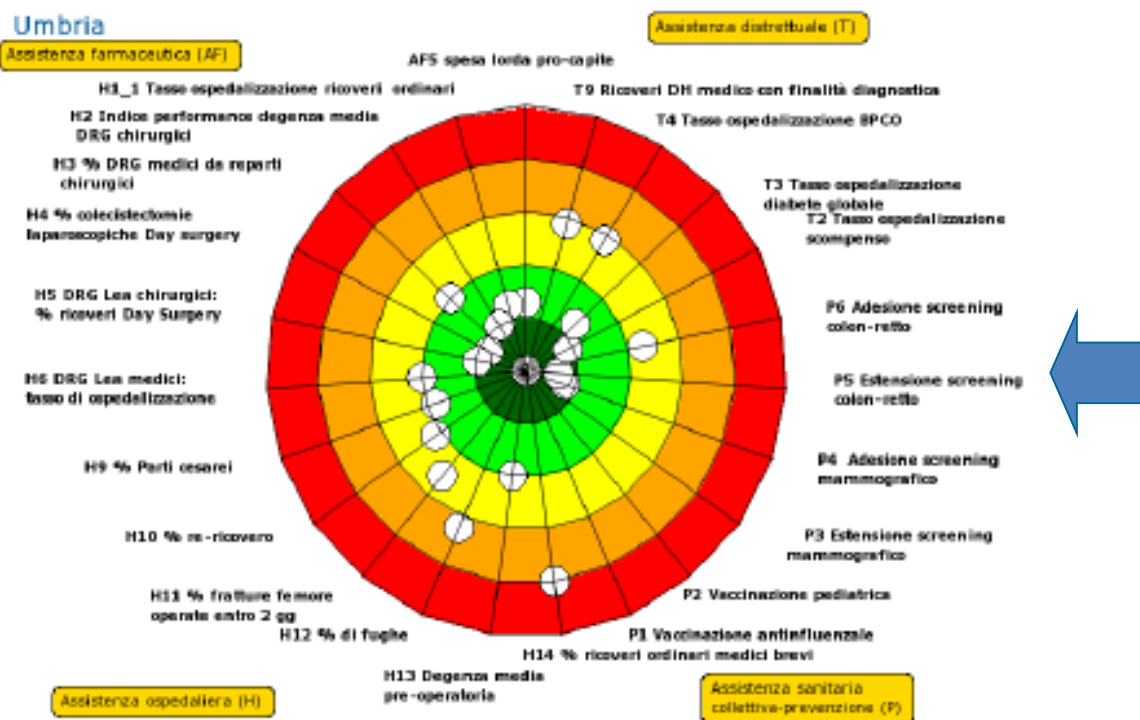 Umbria
Assistenza farmaceutica (AF)
Assistenza distrettuale (T)
AF5 spesa lorda pro-capite
H1_1 Tasso ospedalizzazione ricoveri ordinari
T9 Ricoveri DH medico con finalità diagnostica
H2 Indice performance degenza media
DRG chirurgici
T4 Tasso ospedalizzazione BPCO
H3 % DRG medici da reparti
chirurgici
T3 Tasso ospedalizzazione
diabete globale
H4 % colecistectomie
laparoscopiche Day surgery
T2 Tasso ospedalizzazione
scompenso
H5 DRG Lea chirurgici:
% ricoveri Day Surgery
P6 Adesione screening
colon-retto
H6 DRG Lea medici:
tasso di ospedalizzazione
P5 Estensione screening
colon-retto
H9 % Parti cesarei
P4 Adesione screening
mammografico
H10 % re-ricovero
P3 Estensione screening
mammografico
H11 % fratture femore
operate entro 2 gg
P2 Vaccinazione pediatrica
H12 % di fughe
P1 Vaccinazione antinfluenzale
H14 % ricoveri ordinari medici brevi
H13 Degenza media
pre-operatoria
Assistenza ospedaliera (H)
Assistenza sanitaria
collettiva-prevenzione (P)